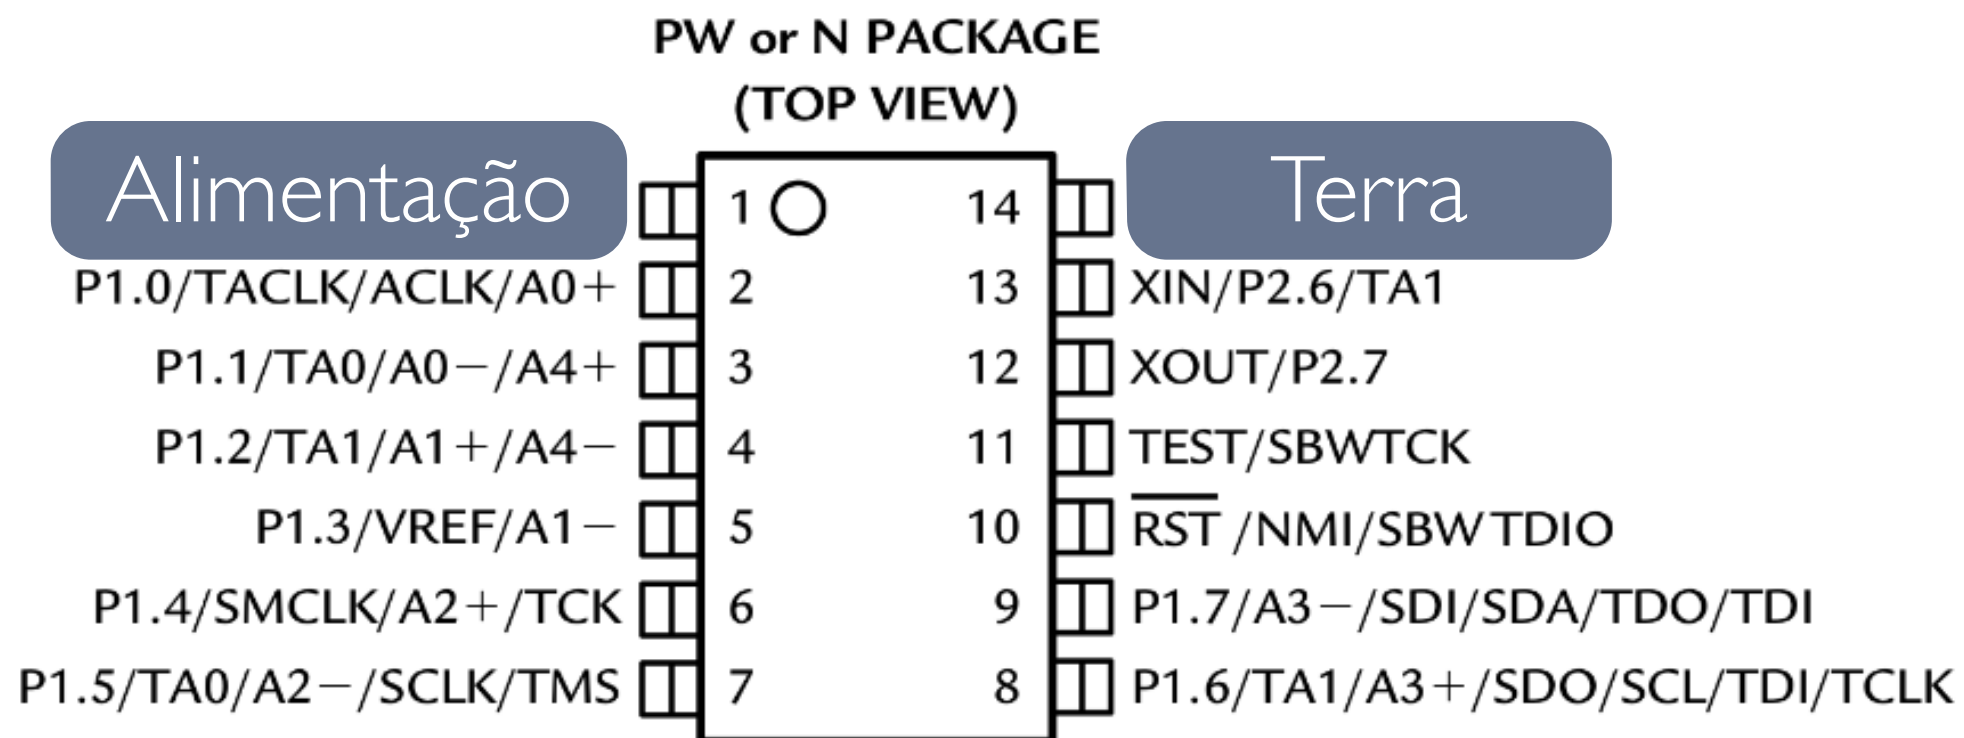 PW or N PACKAGE
(TOP VIEW)
Alimentação 1 14 Terra
P1.0/TACLK/ACLK/A0+ 2 13 XIN/P2.6/TA1
P1.1/TA0/A0−/A4+ 3 12 XOUT/P2.7
P1.2/TA1/A1+/A4− 4 11 TEST/SBWTCK
P1.3/VREF/A1− 5 10 RST/NMI/SBWTDIO
P1.4/SMCLK/A2+/TCK 6 9 P1.7/A3−/SDI/SDA/TDO/TDI
P1.5/TA0/A2−/SCLK/TMS 7 8 P1.6/TA1/A3+/SDO/SCL/TDI/TCLK